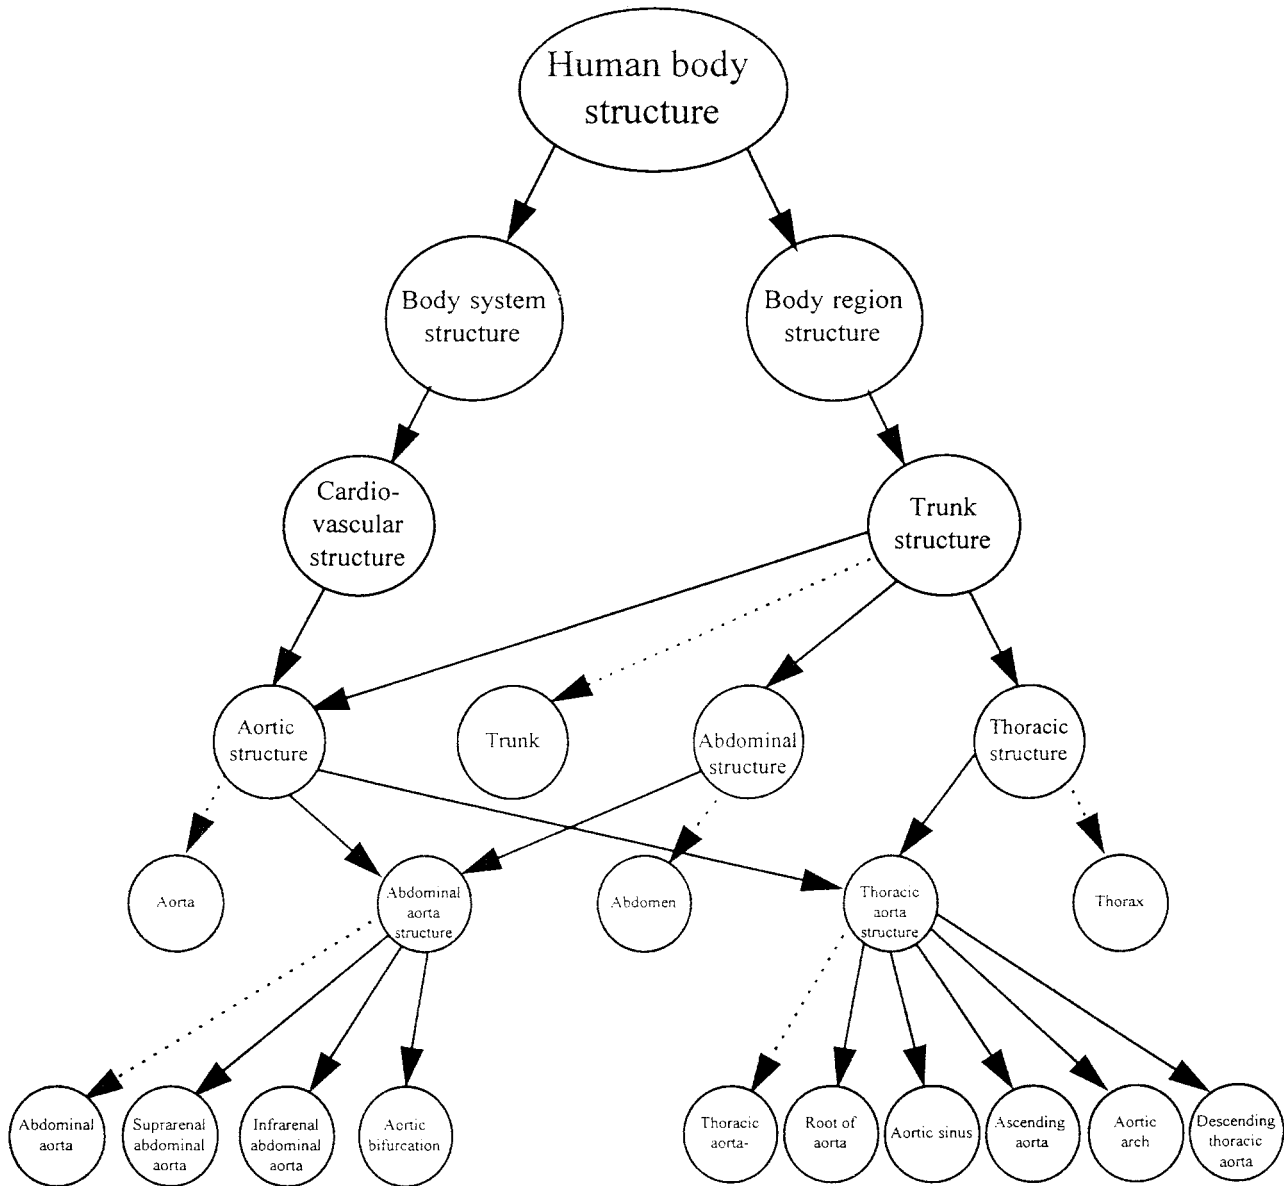 Human body
structure
Body system
structure
Body region
structure
Cardio-
vascular
structure
Trunk
structure
Aortic
structure
Trunk
Abdominal
structure
Thoracic
structure
Aorta
Abdominal
aorta
structure
Abdomen
Thoracic
aorta
structure
Thorax
Abdominal
aorta
Suprarenal
abdominal
aorta
Infrarenal
abdominal
aorta
Aortic
bifurcation
Thoracic
aorta-
Root of
aorta
Aortic sinus
Ascending
aorta
Aortic
arch
Descending
thoracic
aorta